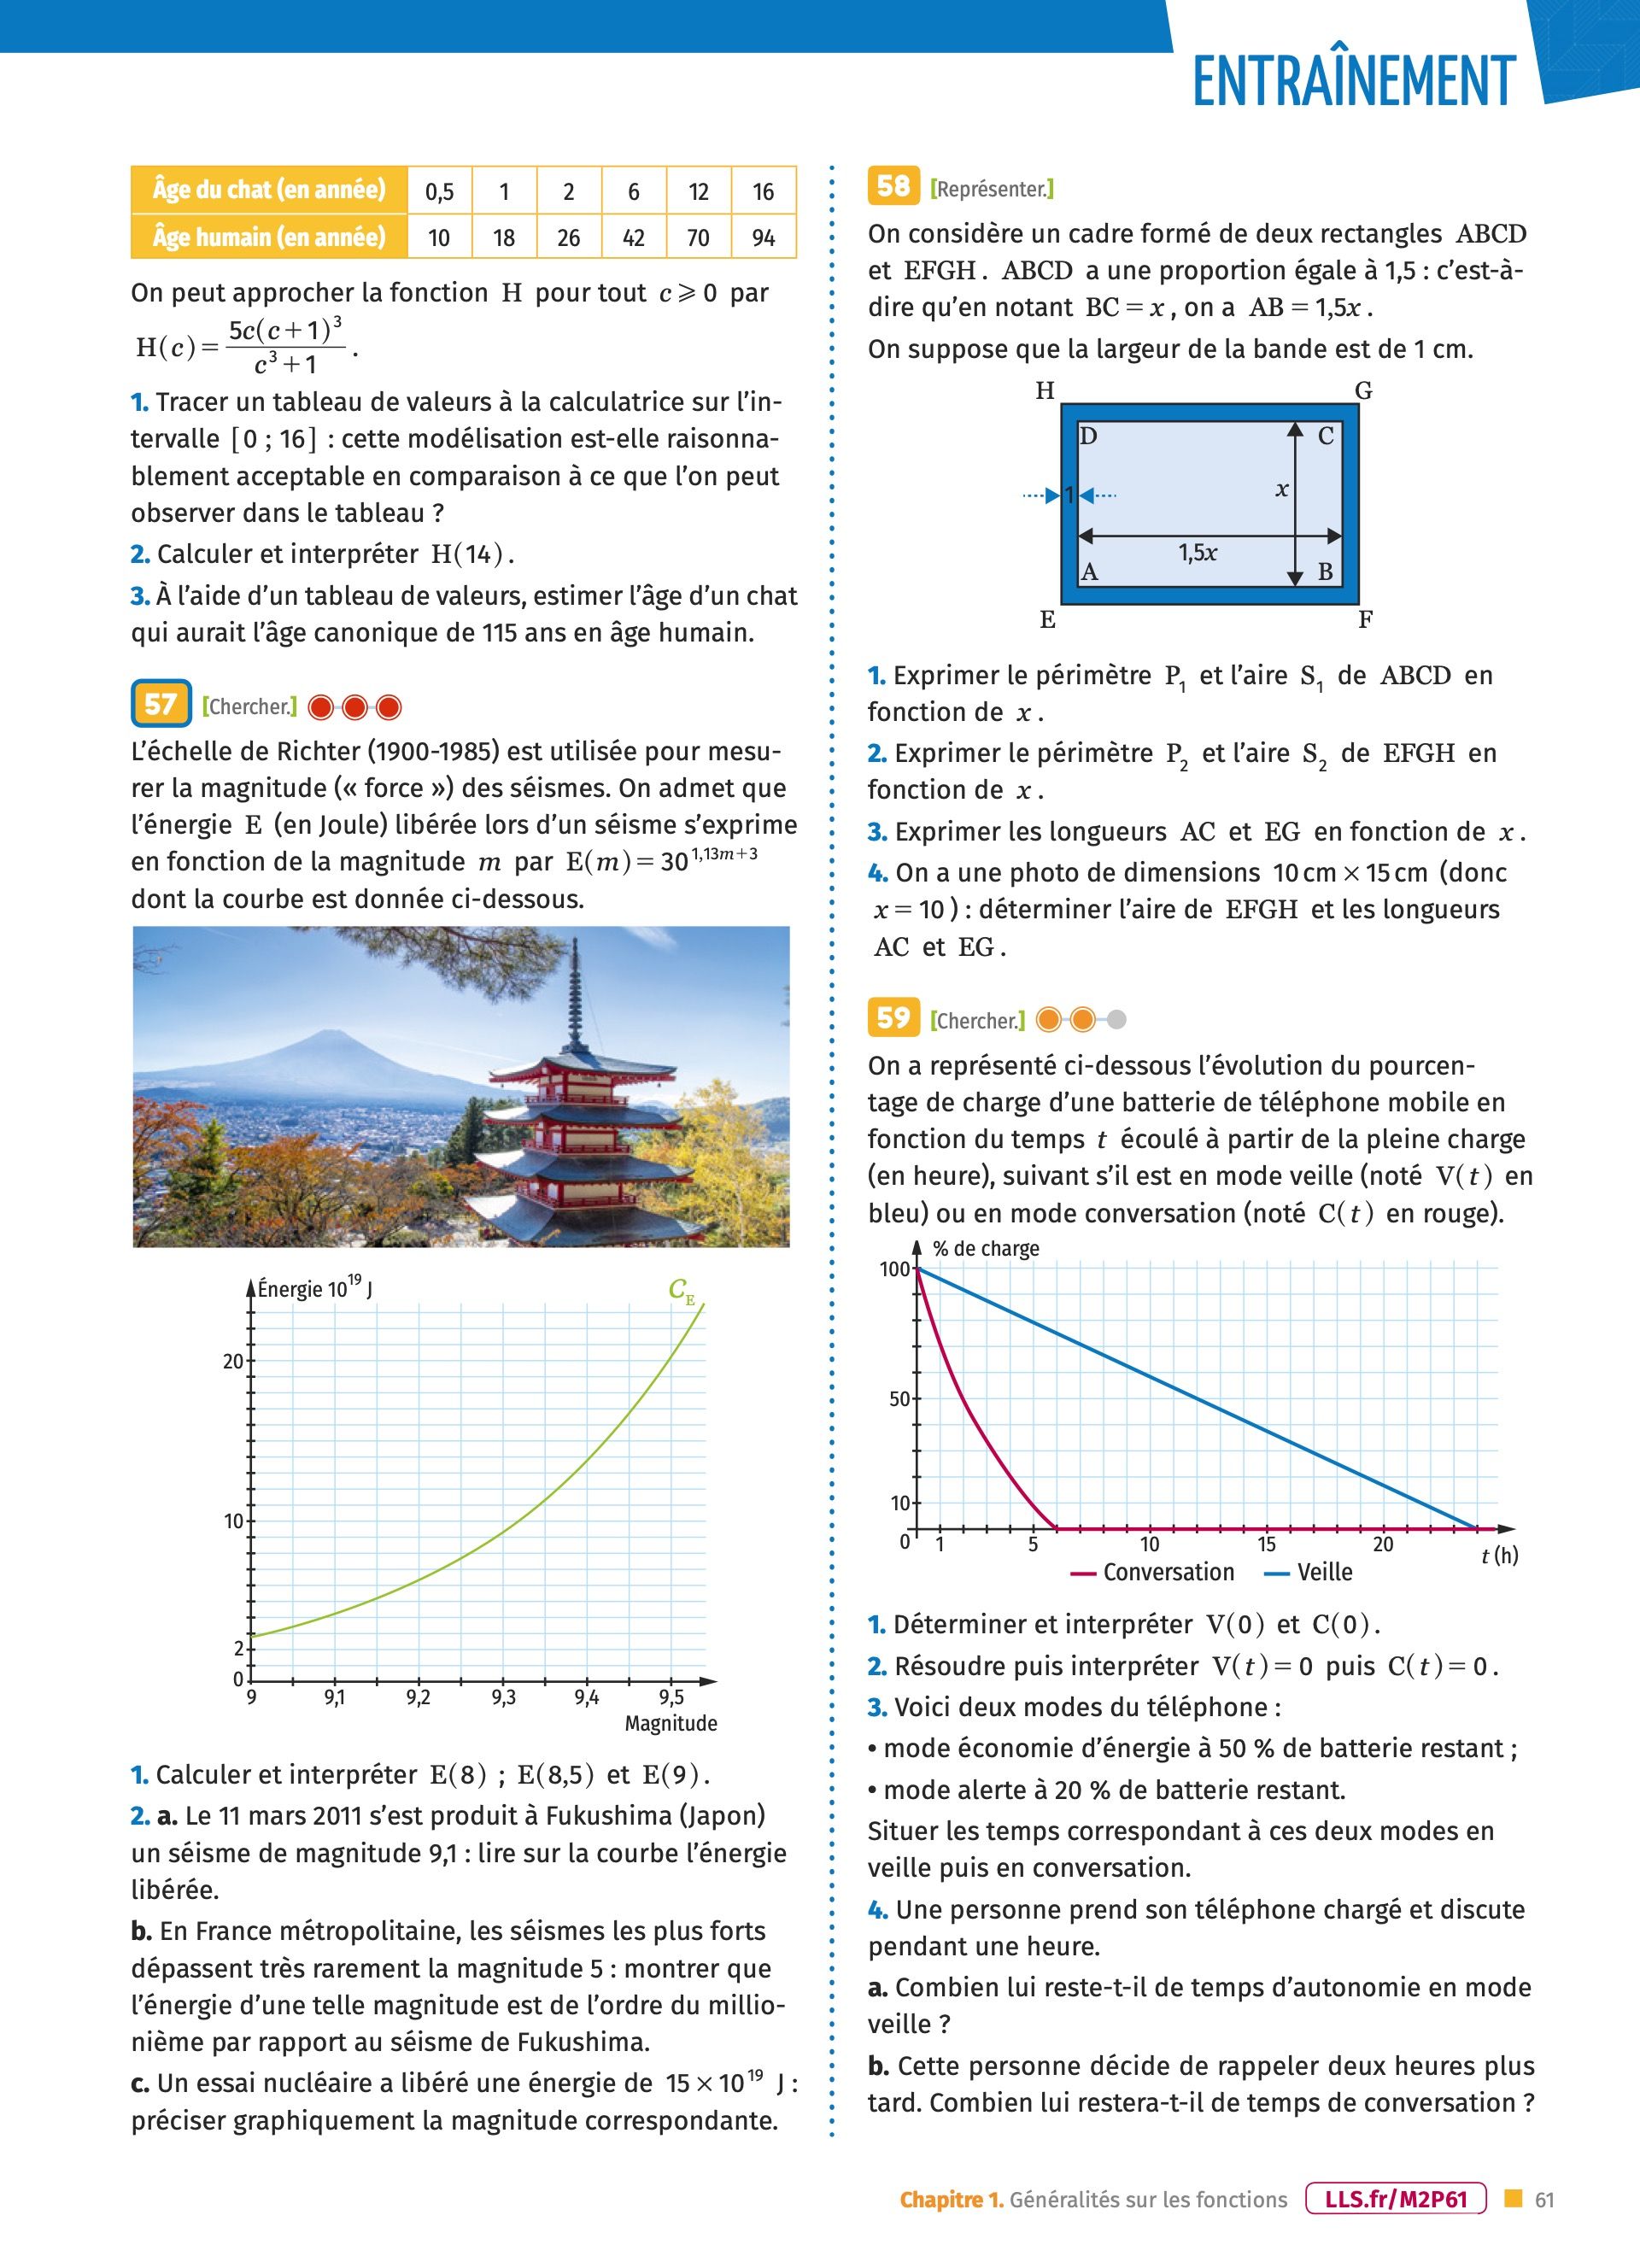 ENTRAÎNEMENT
Âge du chat (en année) 0,5 1 2 6 12 16
Âge humain (en année) 10 18 26 42 70 94
On peut approcher la fonction H pour tout c ⩾ 0 par
H(c) = 5c(c+1)³ / c³+1 .
1. Tracer un tableau de valeurs à la calculatrice sur l’in-
tervalle [0 ; 16] : cette modélisation est-elle raisonna-
blement acceptable en comparaison à ce que l’on peut
observer dans le tableau ?
2. Calculer et interpréter H(14).
3. À l’aide d’un tableau de valeurs, estimer l’âge d’un chat
qui aurait l’âge canonique de 115 ans en âge humain.
57 [Chercher.]
L’échelle de Richter (1900-1985) est utilisée pour mesu-
rer la magnitude (« force ») des séismes. On admet que
l’énergie E (en Joule) libérée lors d’un séisme s’exprime
en fonction de la magnitude m par E(m) = 30^1,13m+3
dont la courbe est donnée ci-dessous.
Énergie 10¹⁹ J
C_E
20
10
2
0
9 9,1 9,2 9,3 9,4 9,5
Magnitude
1. Calculer et interpréter E(8) ; E(8,5) et E(9).
2. a. Le 11 mars 2011 s’est produit à Fukushima (Japon)
un séisme de magnitude 9,1 : lire sur la courbe l’énergie
libérée.
b. En France métropolitaine, les séismes les plus forts
dépassent très rarement la magnitude 5 : montrer que
l’énergie d’une telle magnitude est de l’ordre du millio-
nième par rapport au séisme de Fukushima.
c. Un essai nucléaire a libéré une énergie de 15 × 10¹⁹ J :
préciser graphiquement la magnitude correspondante.
58 [Représenter.]
On considère un cadre formé de deux rectangles ABCD
et EFGH. ABCD a une proportion égale à 1,5 : c’est-à-
dire qu’en notant BC = x, on a AB = 1,5x.
On suppose que la largeur de la bande est de 1 cm.
H G
D C
1 x
1,5x
A B
E F
1. Exprimer le périmètre P₁ et l’aire S₁ de ABCD en
fonction de x.
2. Exprimer le périmètre P₂ et l’aire S₂ de EFGH en
fonction de x.
3. Exprimer les longueurs AC et EG en fonction de x.
4. On a une photo de dimensions 10 cm × 15 cm (donc
x = 10) : déterminer l’aire de EFGH et les longueurs
AC et EG.
59 [Chercher.]
On a représenté ci-dessous l’évolution du pourcen-
tage de charge d’une batterie de téléphone mobile en
fonction du temps t écoulé à partir de la pleine charge
(en heure), suivant s’il est en mode veille (noté V(t) en
bleu) ou en mode conversation (noté C(t) en rouge).
% de charge
100
50
10
0 1 5 10 15 20
t (h)
Conversation Veille
1. Déterminer et interpréter V(0) et C(0).
2. Résoudre puis interpréter V(t) = 0 puis C(t) = 0.
3. Voici deux modes du téléphone :
• mode économie d’énergie à 50 % de batterie restant ;
• mode alerte à 20 % de batterie restant.
Situer les temps correspondant à ces deux modes en
veille puis en conversation.
4. Une personne prend son téléphone chargé et discute
pendant une heure.
a. Combien lui reste-t-il de temps d’autonomie en mode
veille ?
b. Cette personne décide de rappeler deux heures plus
tard. Combien lui restera-t-il de temps de conversation ?
Chapitre 1. Généralités sur les fonctions LLS.fr/M2P61 61